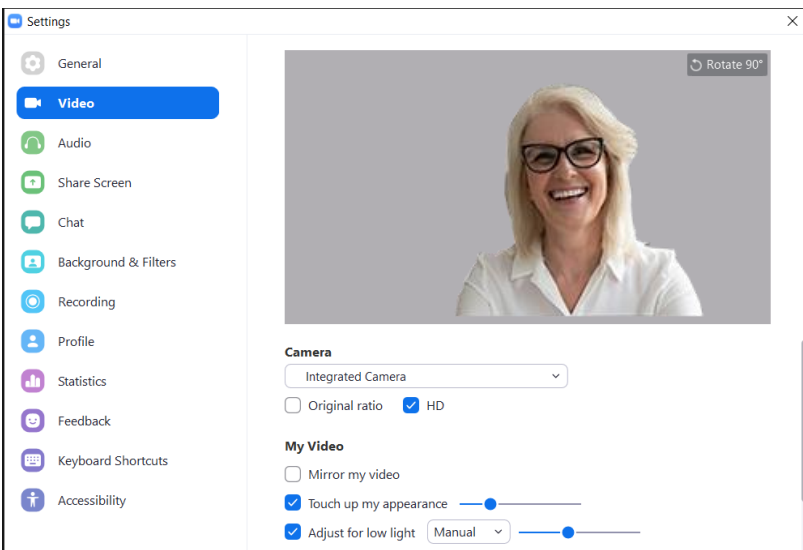 Settings
General
Video
Audio
Share Screen
Chat
Background & Filters
Recording
Profile
Statistics
Feedback
Keyboard Shortcuts
Accessibility
Rotate 90°
Camera
Integrated Camera
Original ratio HD
My Video
Mirror my video
Touch up my appearance
Adjust for low light Manual